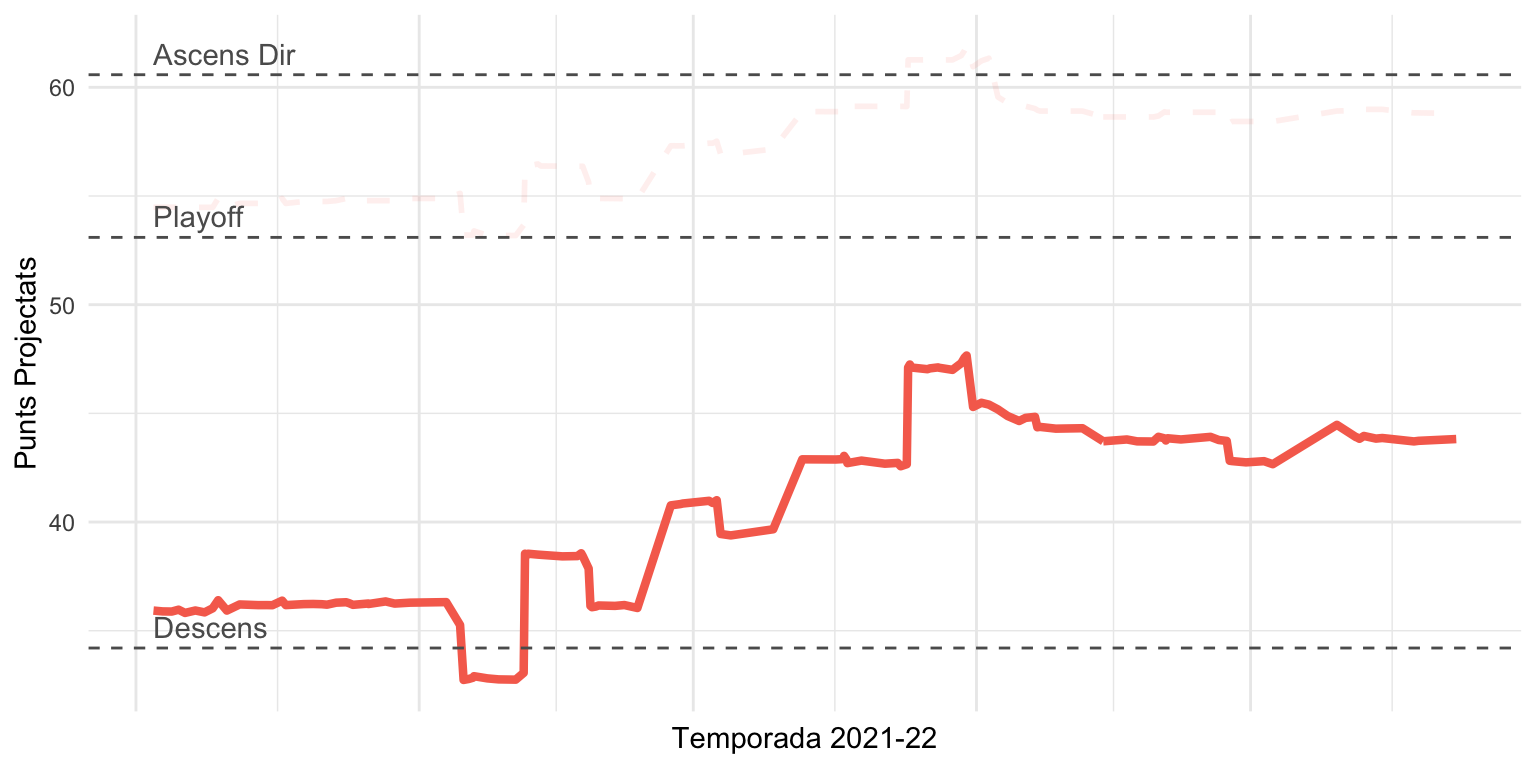 Ascens Dir
60
Playoff
50
Punts Projectats
40
Descens
Temporada 2021-22